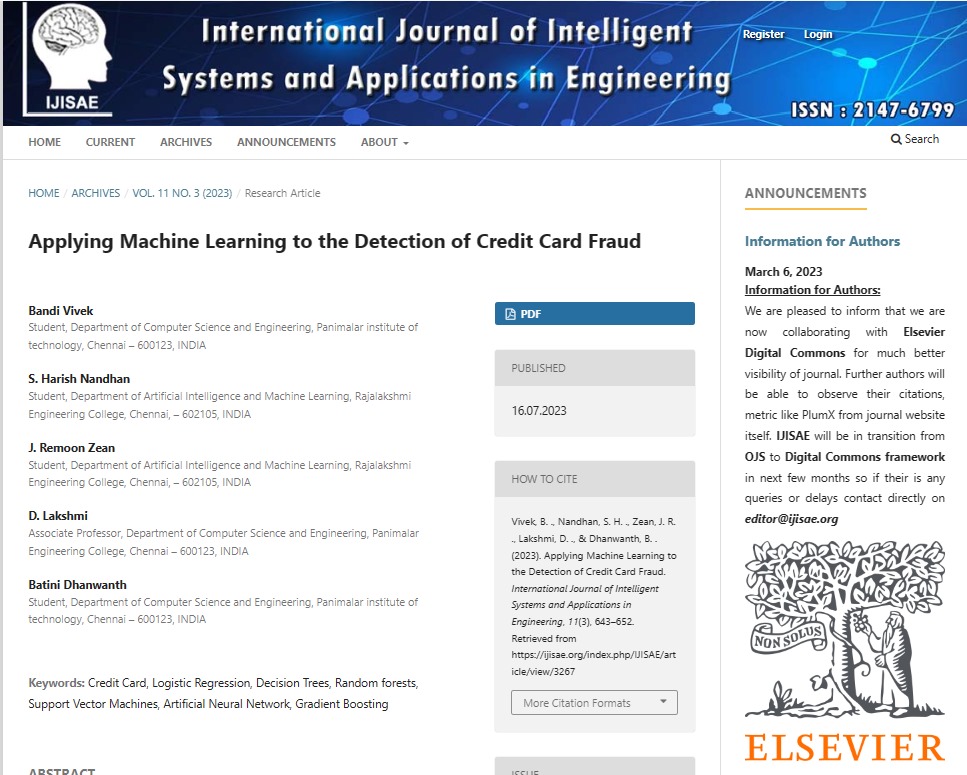 International Journal of Intelligent
Systems and Applications in Engineering
Register Login
IJISAE
ISSN : 2147-6799
HOME CURRENT ARCHIVES ANNOUNCEMENTS ABOUT
Search
HOME / ARCHIVES / VOL. 11 NO. 3 (2023) / Research Article
Applying Machine Learning to the Detection of Credit Card Fraud
Bandi Vivek
Student, Department of Computer Science and Engineering, Panimalar institute of
technology, Chennai – 600123, INDIA
S. Harish Nandhan
Student, Department of Artificial Intelligence and Machine Learning, Rajalakshmi
Engineering College, Chennai, – 602105, INDIA
J. Remoon Zean
Student, Department of Artificial Intelligence and Machine Learning, Rajalakshmi
Engineering College, Chennai, – 602105, INDIA
D. Lakshmi
Associate Professor, Department of Computer Science and Engineering, Panimalar
Engineering College, Chennai – 600123, INDIA
Batini Dhanwanth
Student, Department of Computer Science and Engineering, Panimalar institute of
technology, Chennai – 600123, INDIA
Keywords: Credit Card, Logistic Regression, Decision Trees, Random forests,
Support Vector Machines, Artificial Neural Network, Gradient Boosting
ABSTRACT
PDF
PUBLISHED
16.07.2023
HOW TO CITE
Vivek, B. ., Nandhan, S. H. ., Zean, J. R.
., Lakshmi, D. ., & Dhanwanth, B. .
(2023). Applying Machine Learning to
the Detection of Credit Card Fraud.
International Journal of Intelligent
Systems and Applications in
Engineering, 11(3), 643–652.
Retrieved from
https://ijisae.org/index.php/IJISAE/art
icle/view/3267
More Citation Formats
ISSUE
ANNOUNCEMENTS
Information for Authors
March 6, 2023
Information for Authors:
We are pleased to inform that we are
now collaborating with Elsevier
Digital Commons for much better
visibility of journal. Further authors will
be able to observe their citations,
metric like PlumX from journal website
itself. IJISAE will be in transition from
OJS to Digital Commons framework
in next few months so if their is any
queries or delays contact directly on
editor@ijisae.org
NON SOLUS
ELSEVIER